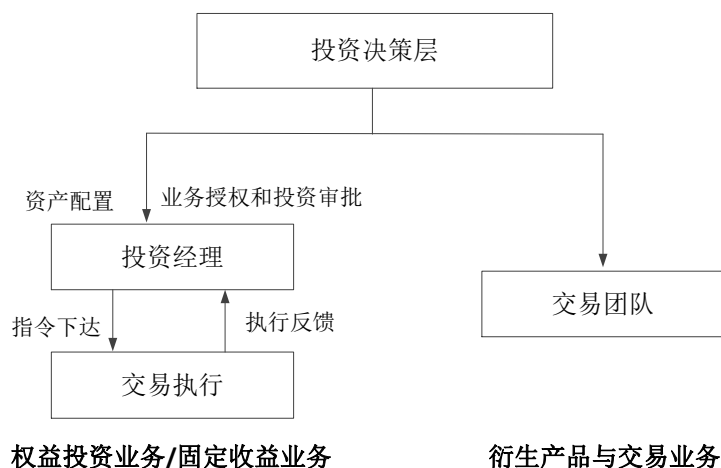 投资决策层
资产配置
业务授权和投资审批
投资经理
交易团队
指令下达
执行反馈
交易执行
权益投资业务/固定收益业务
衍生产品与交易业务